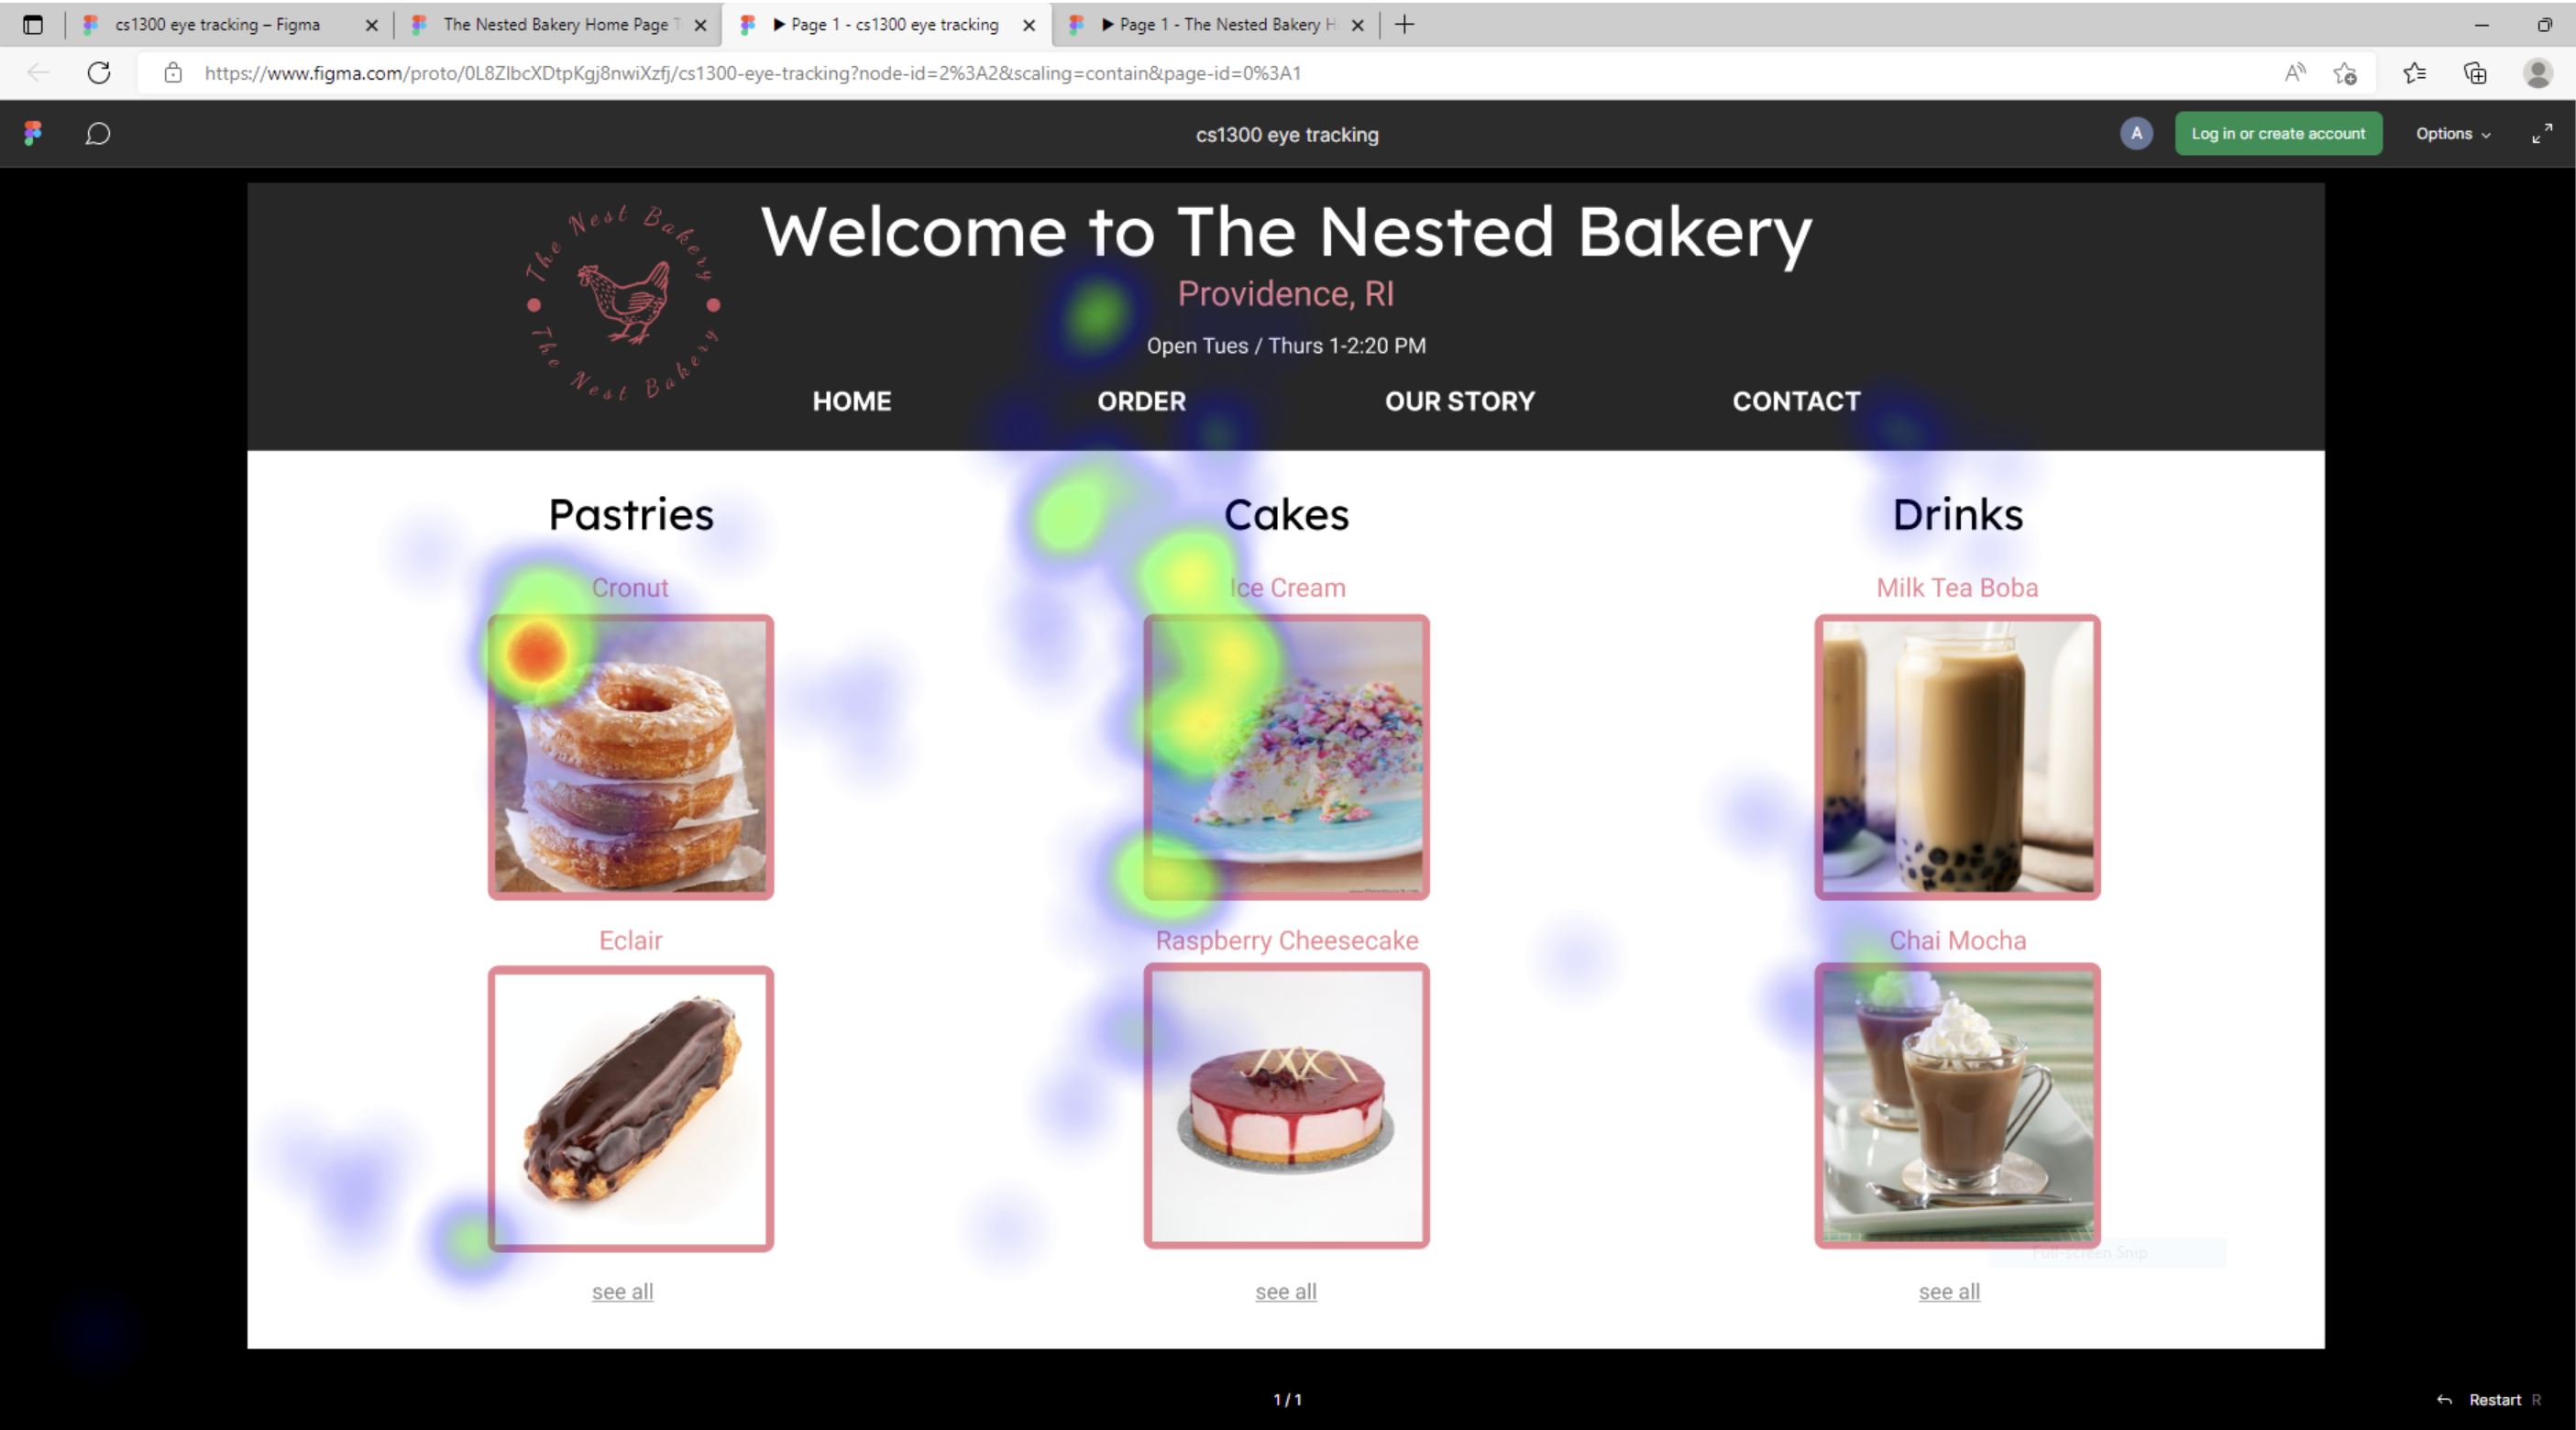 cs1300 eye tracking – Figma
The Nested Bakery Home Page
Page 1 - cs1300 eye tracking
Page 1 - The Nested Bakery H
https://www.figma.com/proto/0L8ZIbcXDtpKgj8nwiXzfj/cs1300-eye-tracking?node-id=2%3A2&scaling=contain&page-id=0%3A1
cs1300 eye tracking
A
Log in or create account
Options
The Nest Bakery
The Nest Bakery
Welcome to The Nested Bakery
Providence, RI
Open Tues / Thurs 1-2:20 PM
HOME ORDER OUR STORY CONTACT
Pastries Cakes Drinks
Cronut Ice Cream Milk Tea Boba
Eclair Raspberry Cheesecake Chai Mocha
Full-screen Snip
see all see all see all
1 / 1
Restart R